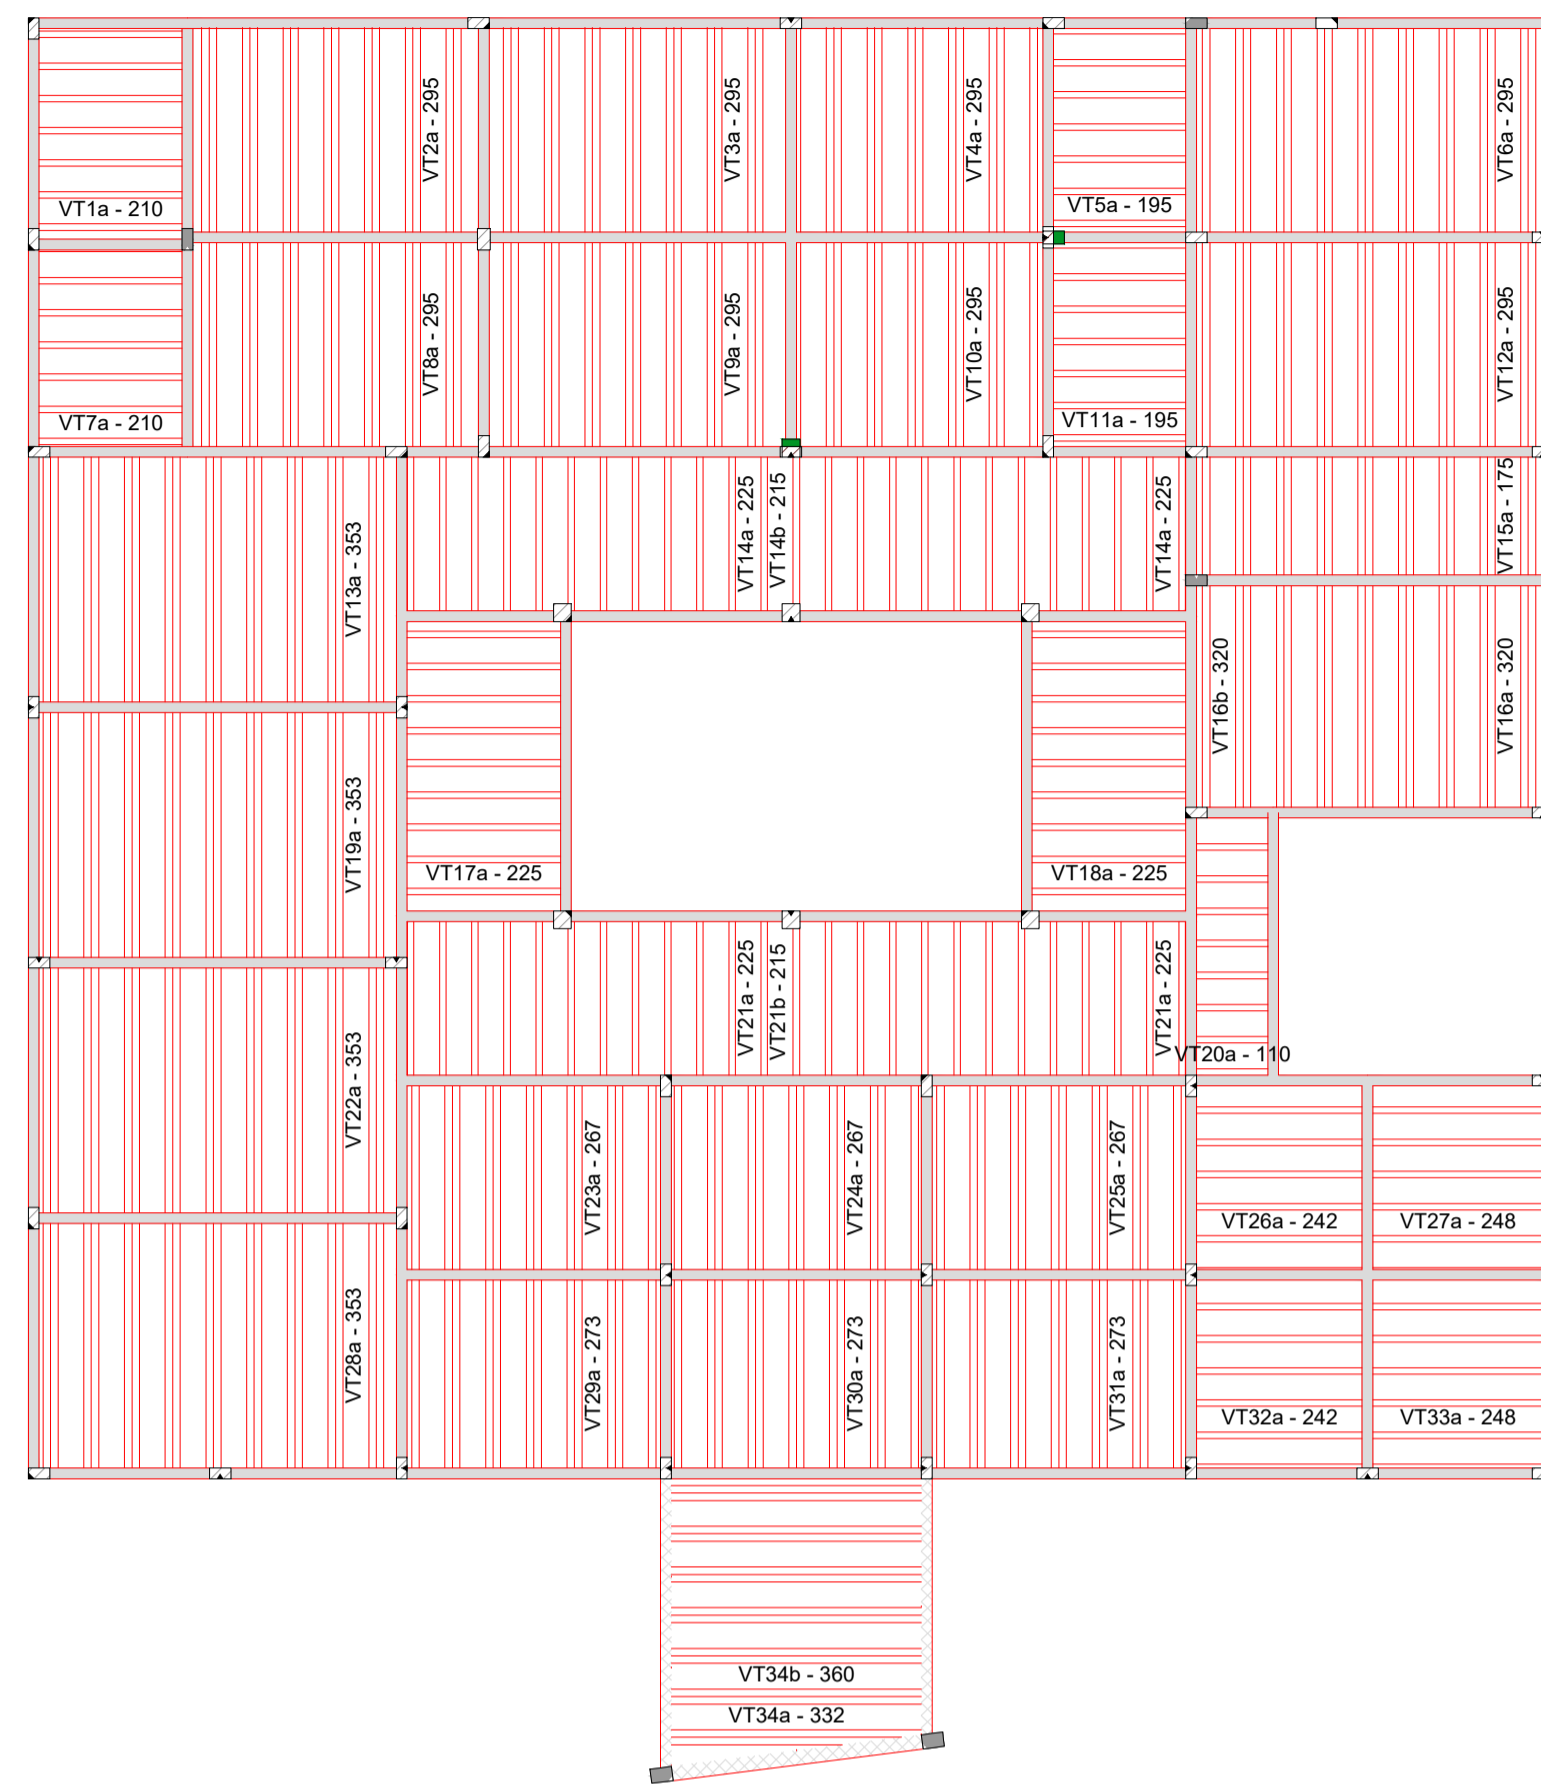 VT2a - 295
VT3a - 295
VT4a - 295
VT6a - 295
VT1a - 210
VT5a - 195
VT8a - 295
VT9a - 295
VT10a - 295
VT12a - 295
VT7a - 210
VT11a - 195
VT13a - 353
VT14a - 225
VT14b - 215
VT14a - 225
VT15a - 175
VT16b - 320
VT16a - 320
VT19a - 353
VT17a - 225
VT18a - 225
VT21a - 225
VT21b - 215
VT21a - 225
VT20a - 110
VT22a - 353
VT23a - 267
VT24a - 267
VT25a - 267
VT26a - 242
VT27a - 248
VT28a - 353
VT29a - 273
VT30a - 273
VT31a - 273
VT32a - 242
VT33a - 248
VT34b - 360
VT34a - 332